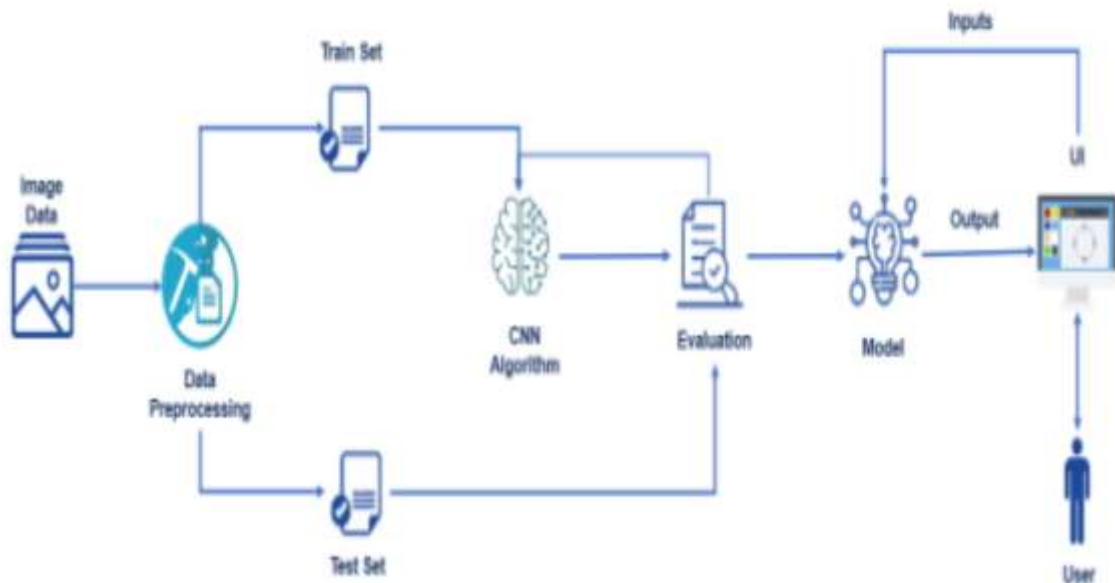 Inputs
Train Set
UI
Image
Data
Output
CNN
Algorithm
Evaluation
Model
Data
Preprocessing
Test Set
User